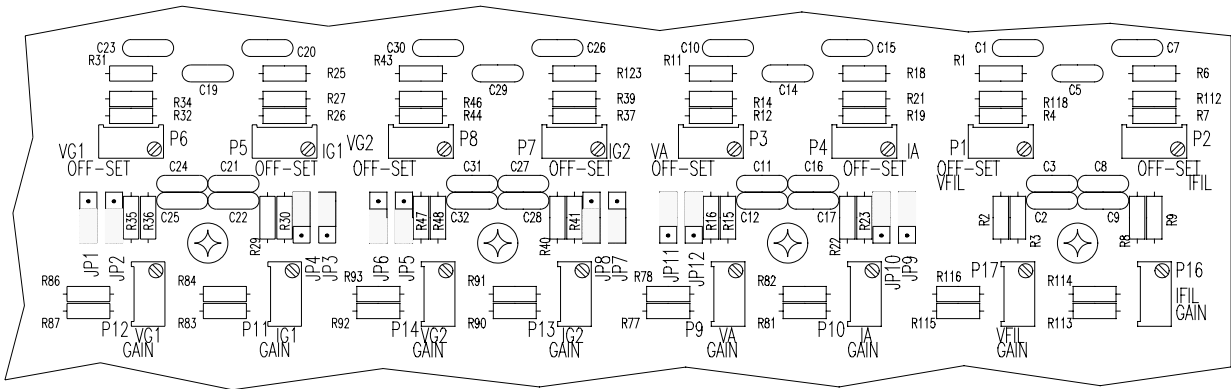 C23 C20 C30 C26 C10 C15 C1 C7
R31 R43 R11 R1
R25 R123 R18 R6
C19 C29 C14 C5
R34 R27 R46 R39 R14 R21 R118 R112
R32 R26 R44 R37 R12 R19 R4 R7
P6 P5 P8 P7 P3 P4 P1 P2
VG1 IG1 VG2 IG2 VA IA
OFF-SET OFF-SET OFF-SET OFF-SET OFF-SET OFF-SET OFF-SET OFF-SET
VFIL IFIL
C24 C21 C31 C27 C11 C16 C3 C8
C25 C22 C32 C28 C12 C17 C2 C9
R35 R36 R29 R30 R47 R48 R40 R41 R16 R15 R22 R23 R2 R3 R8 R9
JP1 JP2 JP4 JP3 JP6 JP5 JP8 JP7 JP11 JP12 JP10 JP9
R86 R84 R93 R91 R78 R82 R116 P17 R114 P16
R87 R83 R92 R90 R77 R81 R115 R113
P12 P11 P14 P13 P9 P10
VG1 IG1 VG2 IG2 VA IA VFIL IFIL
GAIN GAIN GAIN GAIN GAIN GAIN GAIN GAIN